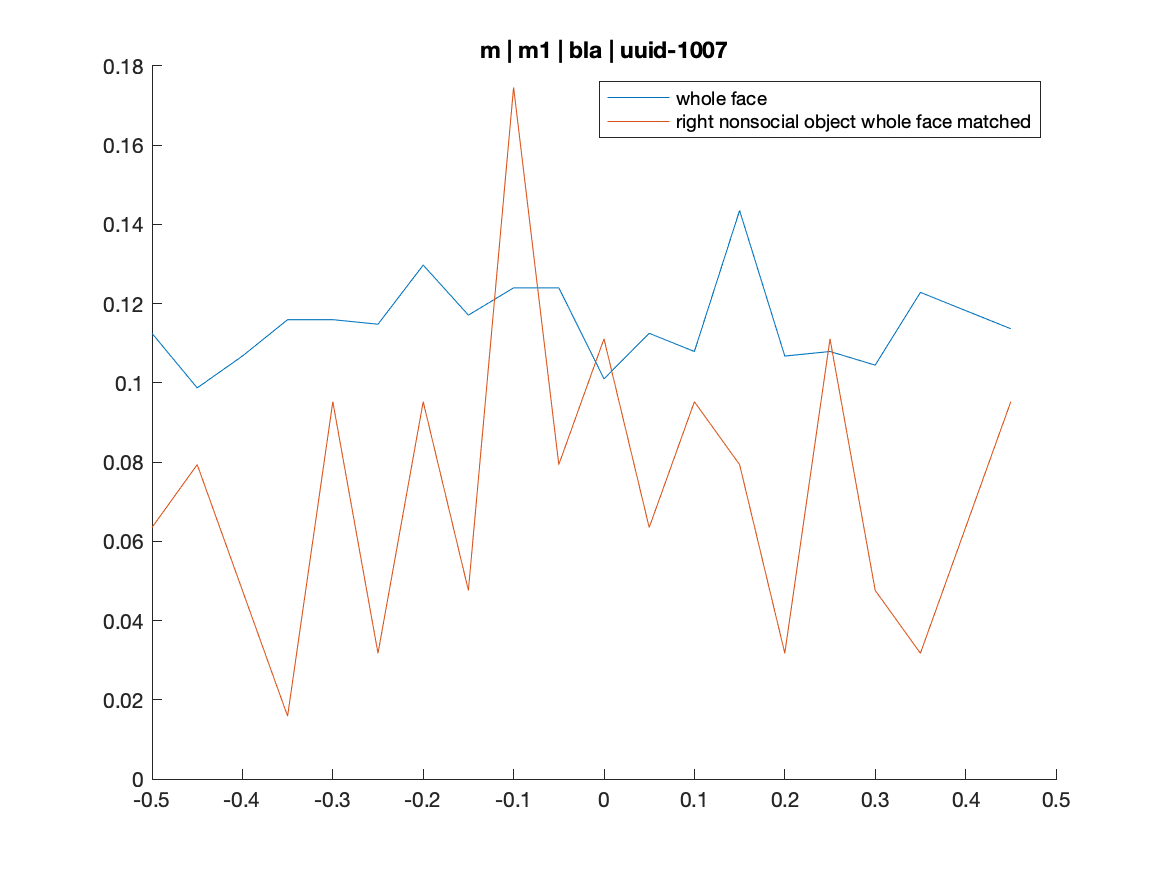 m | m1 | bla | uuid-1007
0.18
whole face
right nonsocial object whole face matched
0.16
0.14
0.12
0.1
0.08
0.06
0.04
0.02
0
-0.5 -0.4 -0.3 -0.2 -0.1 0 0.1 0.2 0.3 0.4 0.5